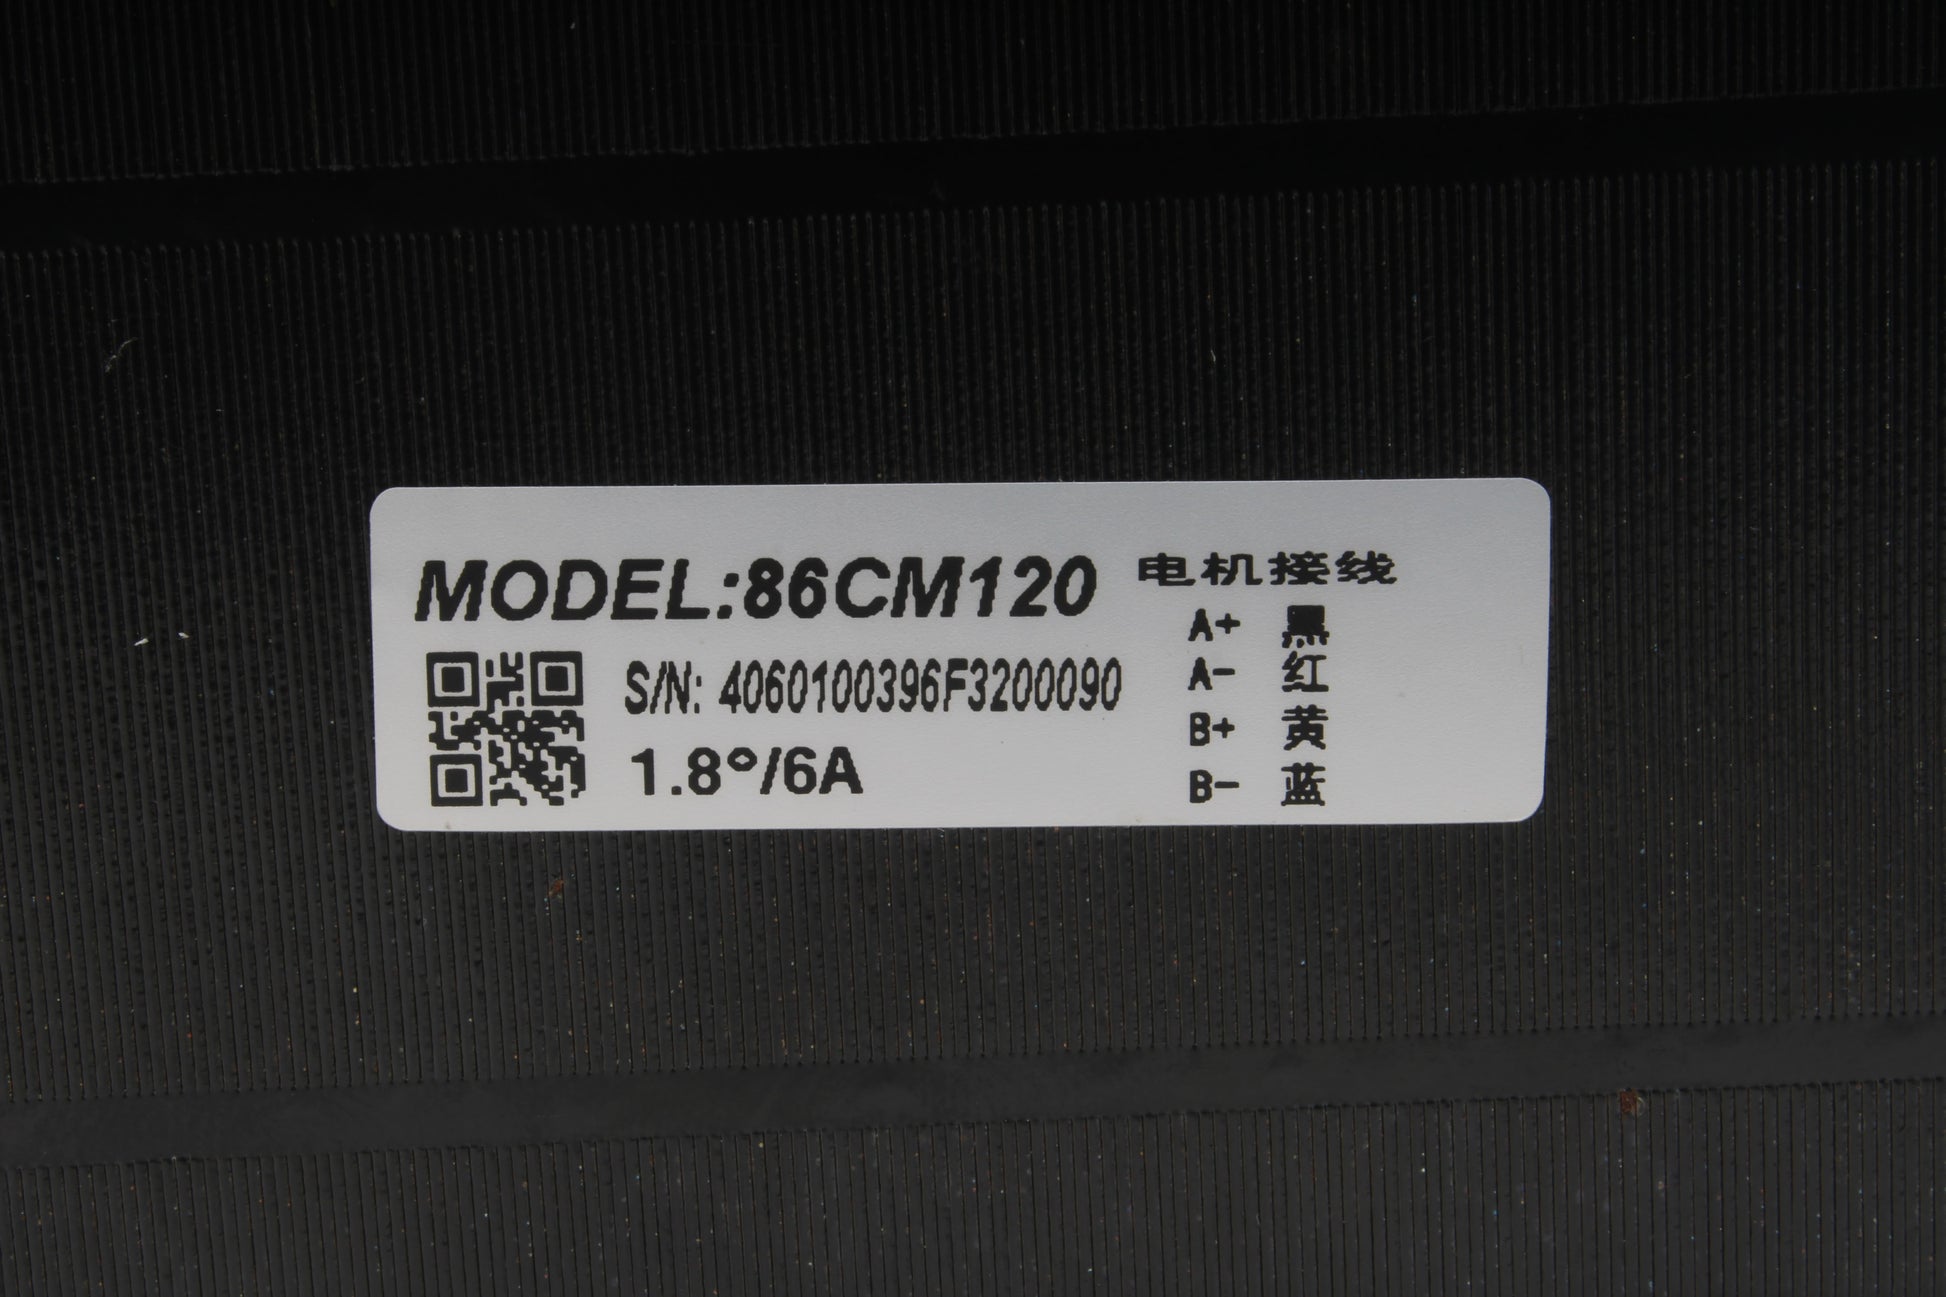 MODEL:86CM120
S/N: 4060100396F3200090
1.8°/6A
电机接线
A+ 黑
A- 红
B+ 黄
B- 蓝